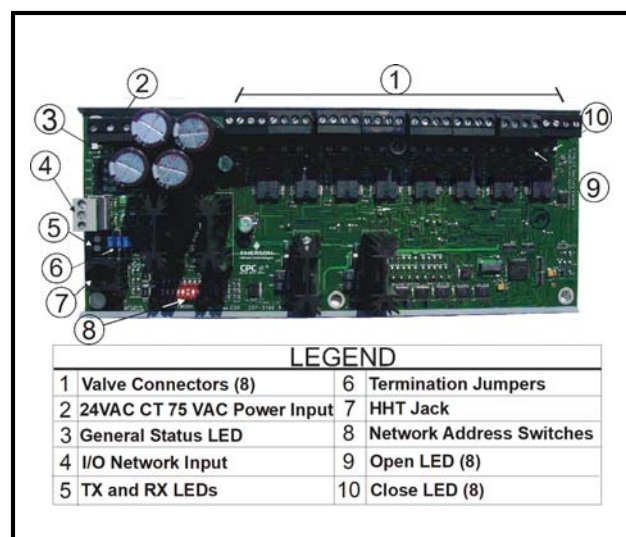 1
2
3
10
4
9
5
6
7
EMERSON
CPC
8
LEGEND
1 Valve Connectors (8) 6 Termination Jumpers
2 24VAC CT 75 VAC Power Input 7 HHT Jack
3 General Status LED 8 Network Address Switches
4 I/O Network Input 9 Open LED (8)
5 TX and RX LEDs 10 Close LED (8)